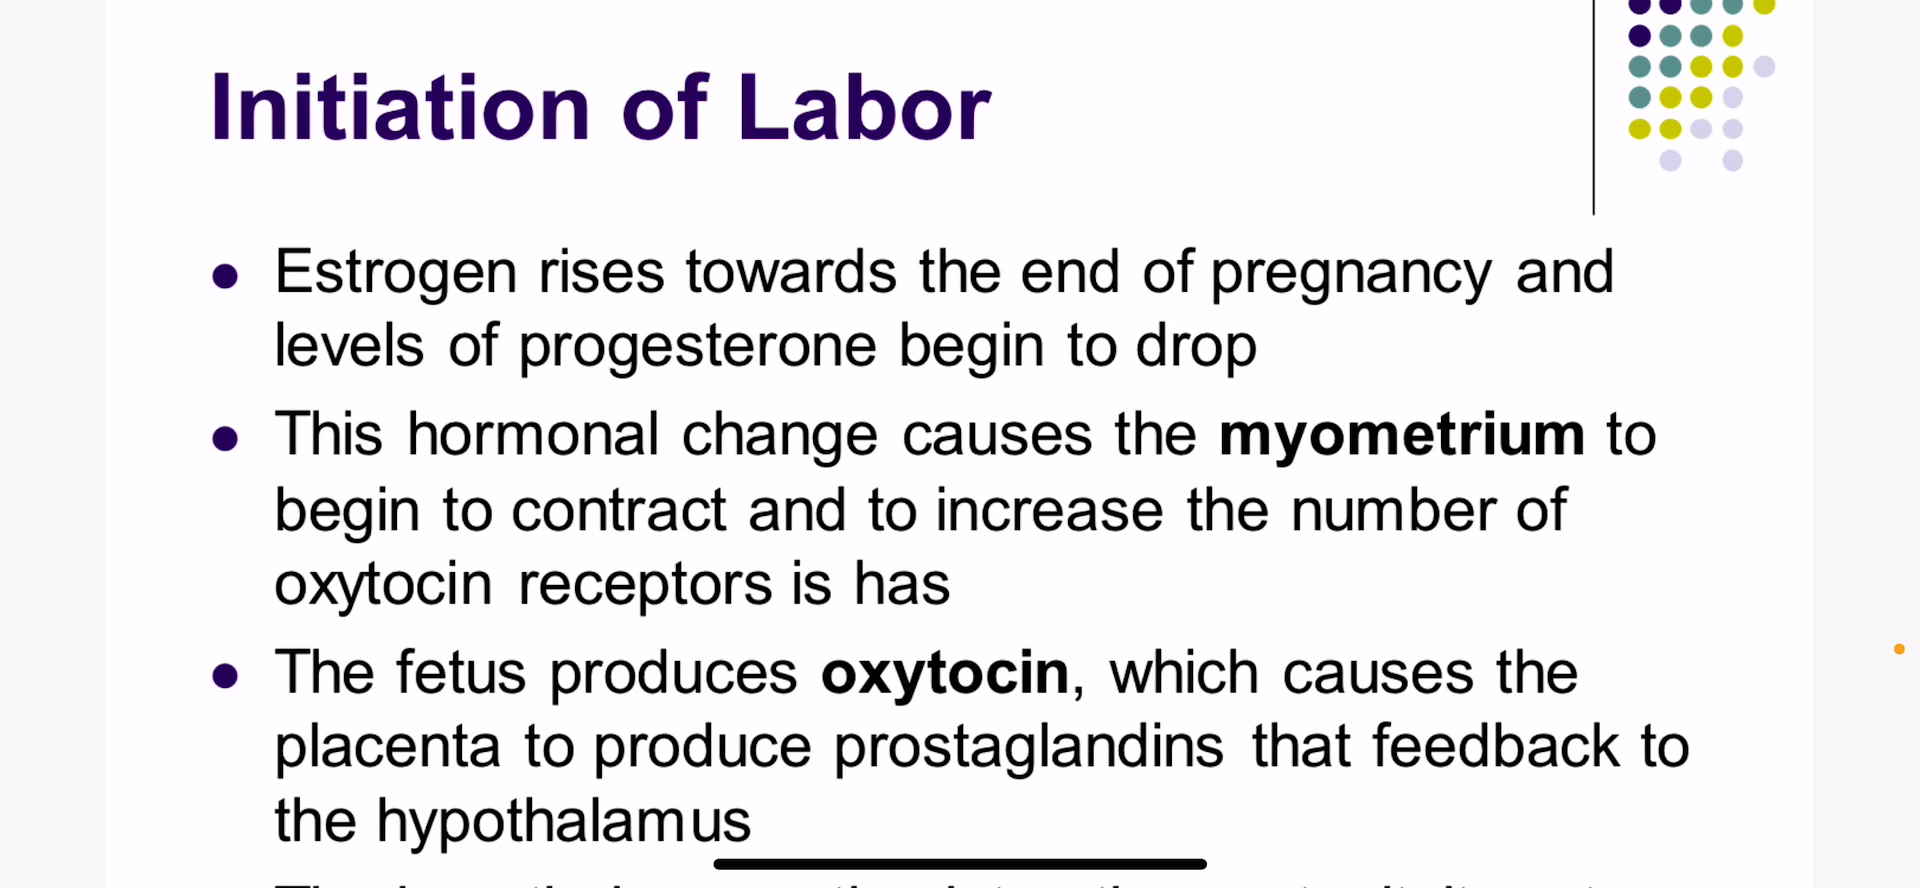 Initiation of Labor
Estrogen rises towards the end of pregnancy and
levels of progesterone begin to drop
This hormonal change causes the myometrium to
begin to contract and to increase the number of
oxytocin receptors is has
The fetus produces oxytocin, which causes the
placenta to produce prostaglandins that feedback to
the hypothalamus